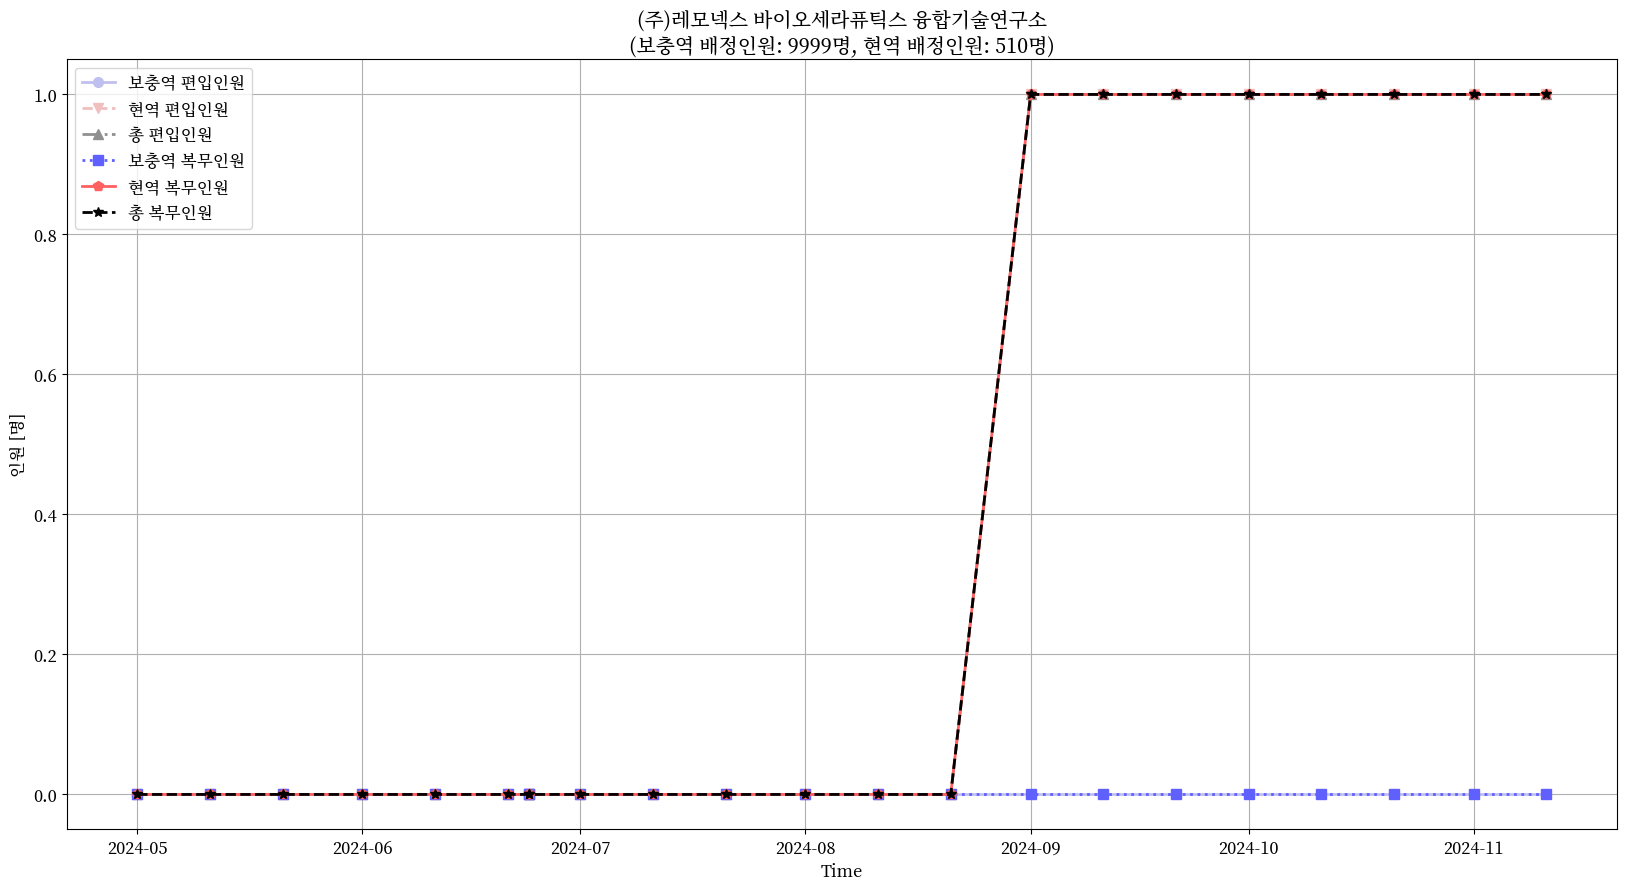 (주)레모넥스 바이오세라퓨틱스 융합기술연구소
(보충역 배정인원: 9999명, 현역 배정인원: 510명)
보충역 편입인원
현역 편입인원
총 편입인원
보충역 복무인원
현역 복무인원
총 복무인원
1.0
0.8
0.6
0.4
0.2
0.0
인원 [명]
2024-05
2024-06
2024-07
2024-08
2024-09
2024-10
2024-11
Time